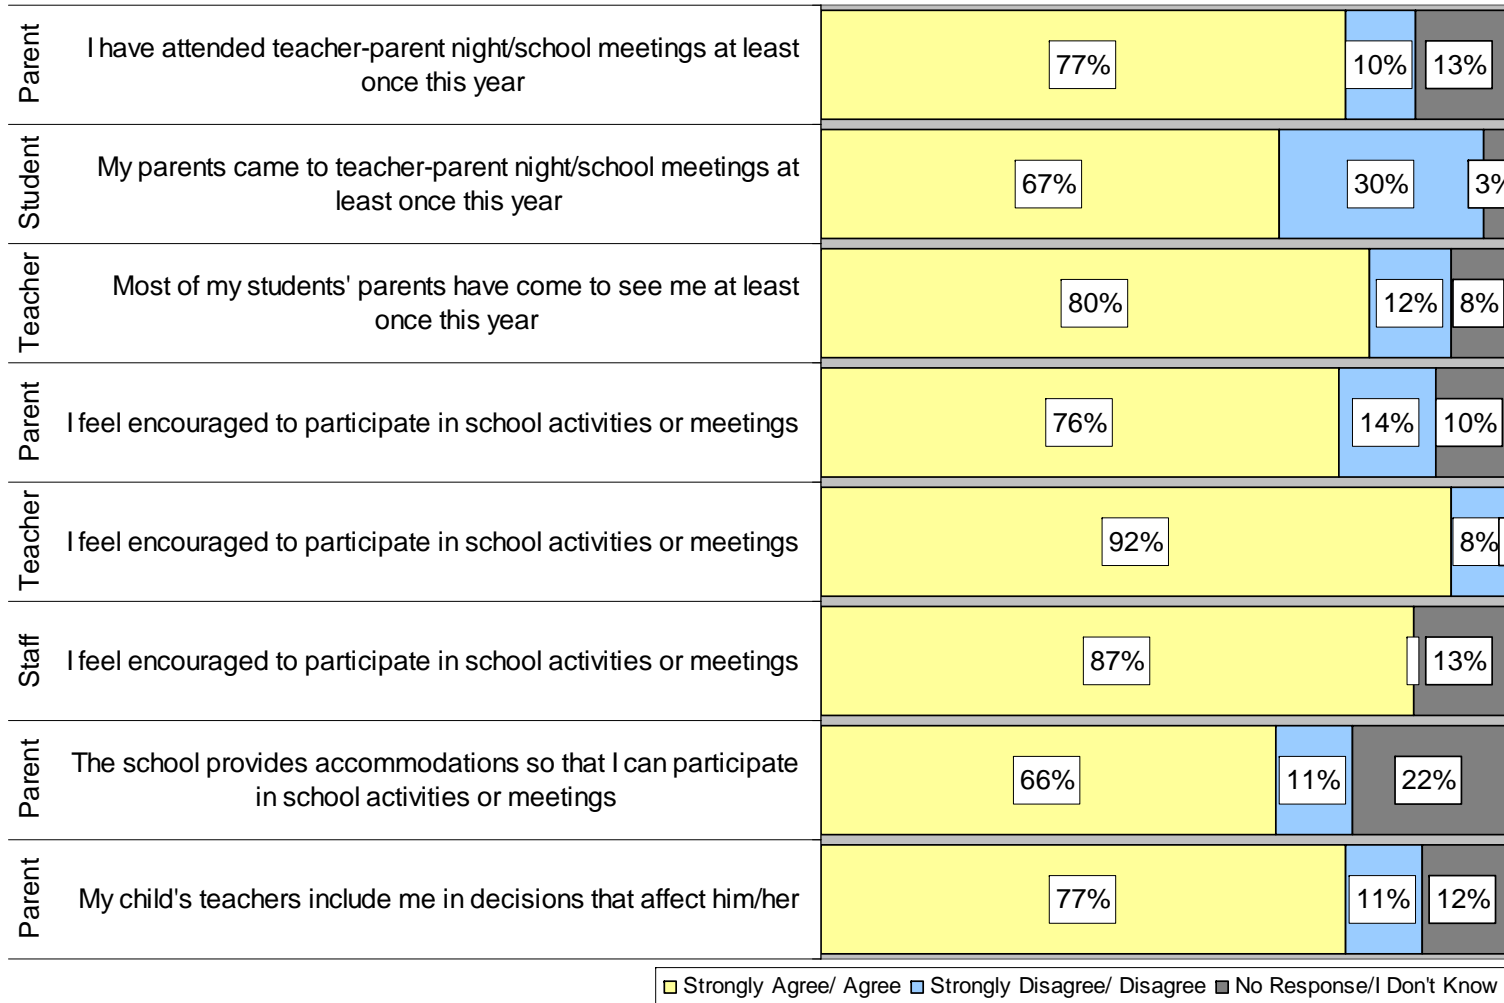 Parent
I have attended teacher-parent night/school meetings at least
once this year
77%
10%
13%
Student
My parents came to teacher-parent night/school meetings at
least once this year
67%
30%
3%
Teacher
Most of my students' parents have come to see me at least
once this year
80%
12%
8%
Parent
I feel encouraged to participate in school activities or meetings
76%
14%
10%
Teacher
I feel encouraged to participate in school activities or meetings
92%
8%
Staff
I feel encouraged to participate in school activities or meetings
87%
13%
Parent
The school provides accommodations so that I can participate
in school activities or meetings
66%
11%
22%
Parent
My child's teachers include me in decisions that affect him/her
77%
11%
12%
Strongly Agree/ Agree
Strongly Disagree/ Disagree
No Response/I Don't Know